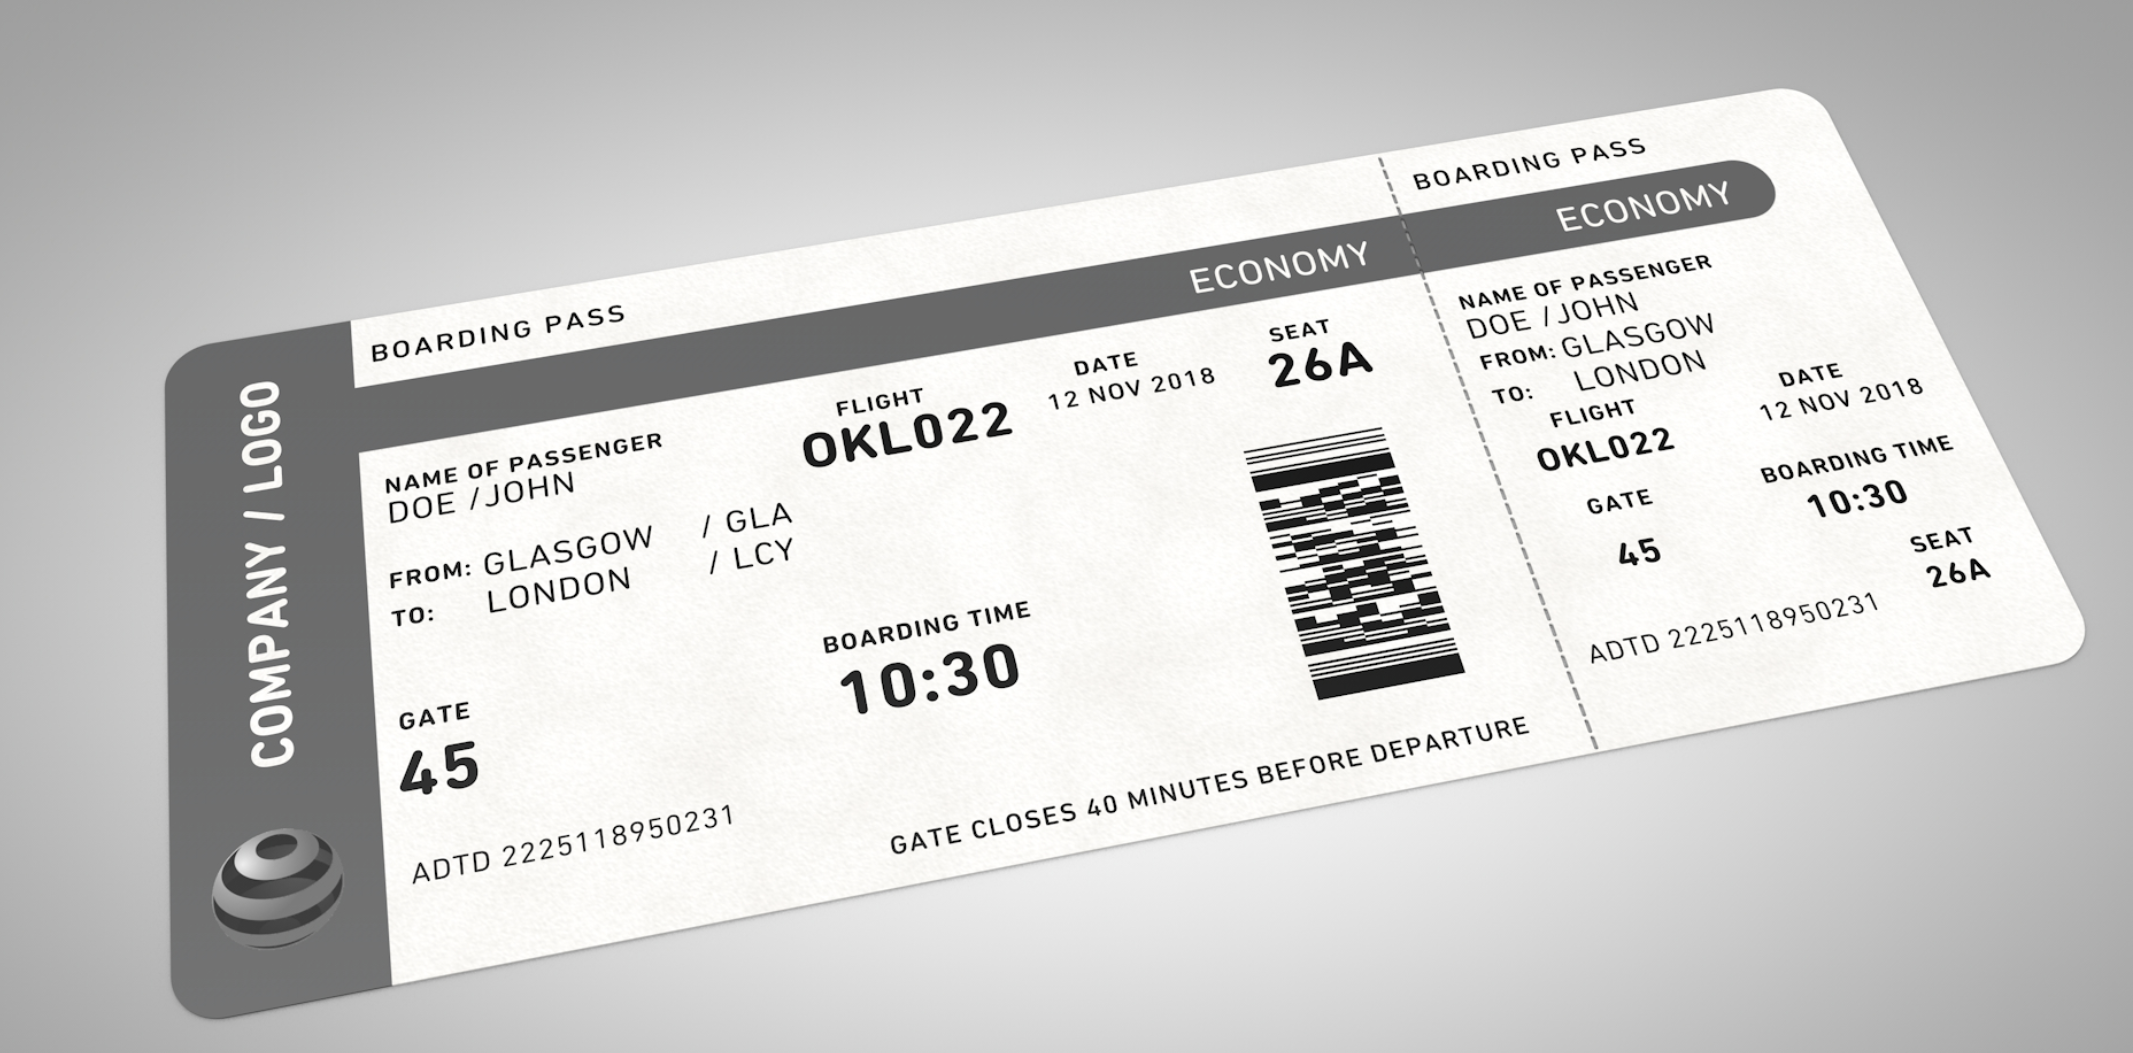 COMPANY / LOGO
BOARDING PASS
ECONOMY
NAME OF PASSENGER
DOE /JOHN
FLIGHT
OKL022
DATE
12 NOV 2018
SEAT
26A
FROM: GLASGOW / GLA
TO: LONDON / LCY
BOARDING TIME
10:30
GATE
45
ADTD 2225118950231
GATE CLOSES 40 MINUTES BEFORE DEPARTURE
BOARDING PASS
ECONOMY
NAME OF PASSENGER
DOE /JOHN
FROM: GLASGOW
TO: LONDON
FLIGHT
OKL022
DATE
12 NOV 2018
GATE
45
BOARDING TIME
10:30
SEAT
26A
ADTD 2225118950231